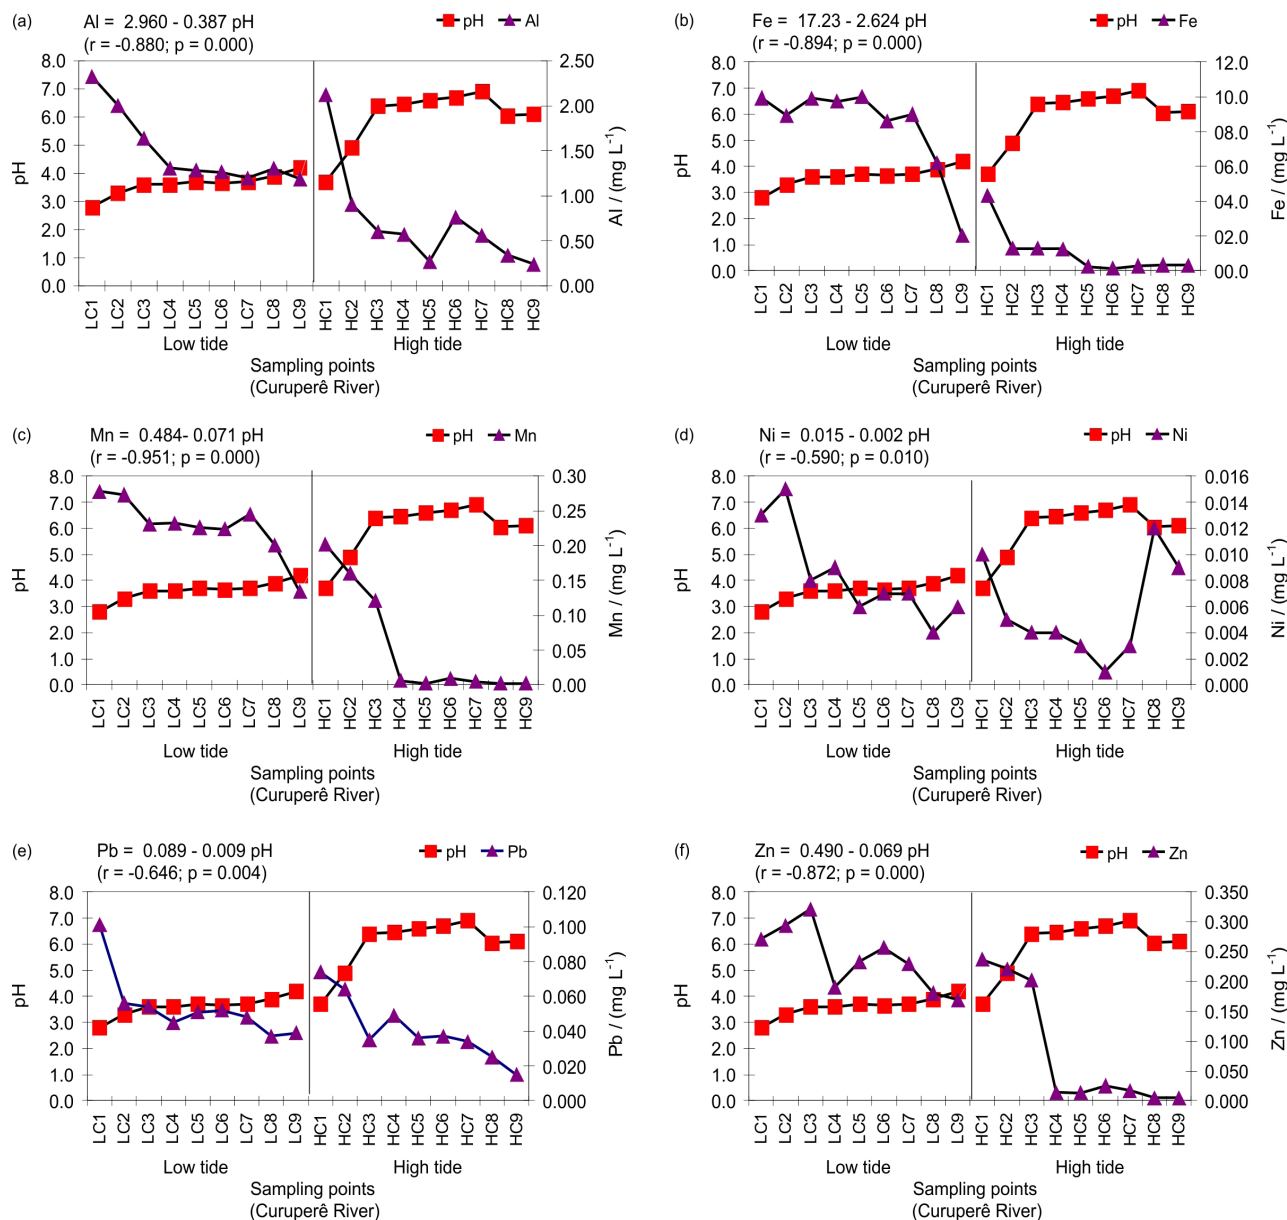 (a)
Al = 2.960 - 0.387 pH
(r = -0.880; p = 0.000)
pH Al
8.0 7.0 6.0 5.0 4.0 3.0 2.0 1.0 0.0
pH
2.50 2.00 1.50 1.00 0.50 0.00
Al / (mg L⁻¹)
LC1 LC2 LC3 LC4 LC5 LC6 LC7 LC8 LC9 HC1 HC2 HC3 HC4 HC5 HC6 HC7 HC8 HC9
Low tide High tide
Sampling points
(Curuperê River)
(b)
Fe = 17.23 - 2.624 pH
(r = -0.894; p = 0.000)
pH Fe
8.0 7.0 6.0 5.0 4.0 3.0 2.0 1.0 0.0
pH
12.0 10.0 08.0 06.0 04.0 02.0 00.0
Fe / (mg L⁻¹)
LC1 LC2 LC3 LC4 LC5 LC6 LC7 LC8 LC9 HC1 HC2 HC3 HC4 HC5 HC6 HC7 HC8 HC9
Low tide High tide
Sampling points
(Curuperê River)
(c)
Mn = 0.484- 0.071 pH
(r = -0.951; p = 0.000)
pH Mn
8.0 7.0 6.0 5.0 4.0 3.0 2.0 1.0 0.0
pH
0.30 0.25 0.20 0.15 0.10 0.05 0.00
Mn / (mg L⁻¹)
LC1 LC2 LC3 LC4 LC5 LC6 LC7 LC8 LC9 HC1 HC2 HC3 HC4 HC5 HC6 HC7 HC8 HC9
Low tide High tide
Sampling points
(Curuperê River)
(d)
Ni = 0.015 - 0.002 pH
(r = -0.590; p = 0.010)
pH Ni
8.0 7.0 6.0 5.0 4.0 3.0 2.0 1.0 0.0
pH
0.016 0.014 0.012 0.010 0.008 0.006 0.004 0.002 0.000
Ni / (mg L⁻¹)
LC1 LC2 LC3 LC4 LC5 LC6 LC7 LC8 LC9 HC1 HC2 HC3 HC4 HC5 HC6 HC7 HC8 HC9
Low tide High tide
Sampling points
(Curuperê River)
(e)
Pb = 0.089 - 0.009 pH
(r = -0.646; p = 0.004)
pH Pb
8.0 7.0 6.0 5.0 4.0 3.0 2.0 1.0 0.0
pH
0.120 0.100 0.080 0.060 0.040 0.020 0.000
Pb / (mg L⁻¹)
LC1 LC2 LC3 LC4 LC5 LC6 LC7 LC8 LC9 HC1 HC2 HC3 HC4 HC5 HC6 HC7 HC8 HC9
Low tide High tide
Sampling points
(Curuperê River)
(f)
Zn = 0.490 - 0.069 pH
(r = -0.872; p = 0.000)
pH Zn
8.0 7.0 6.0 5.0 4.0 3.0 2.0 1.0 0.0
pH
0.350 0.300 0.250 0.200 0.150 0.100 0.050 0.000
Zn / (mg L⁻¹)
LC1 LC2 LC3 LC4 LC5 LC6 LC7 LC8 LC9 HC1 HC2 HC3 HC4 HC5 HC6 HC7 HC8 HC9
Low tide High tide
Sampling points
(Curuperê River)